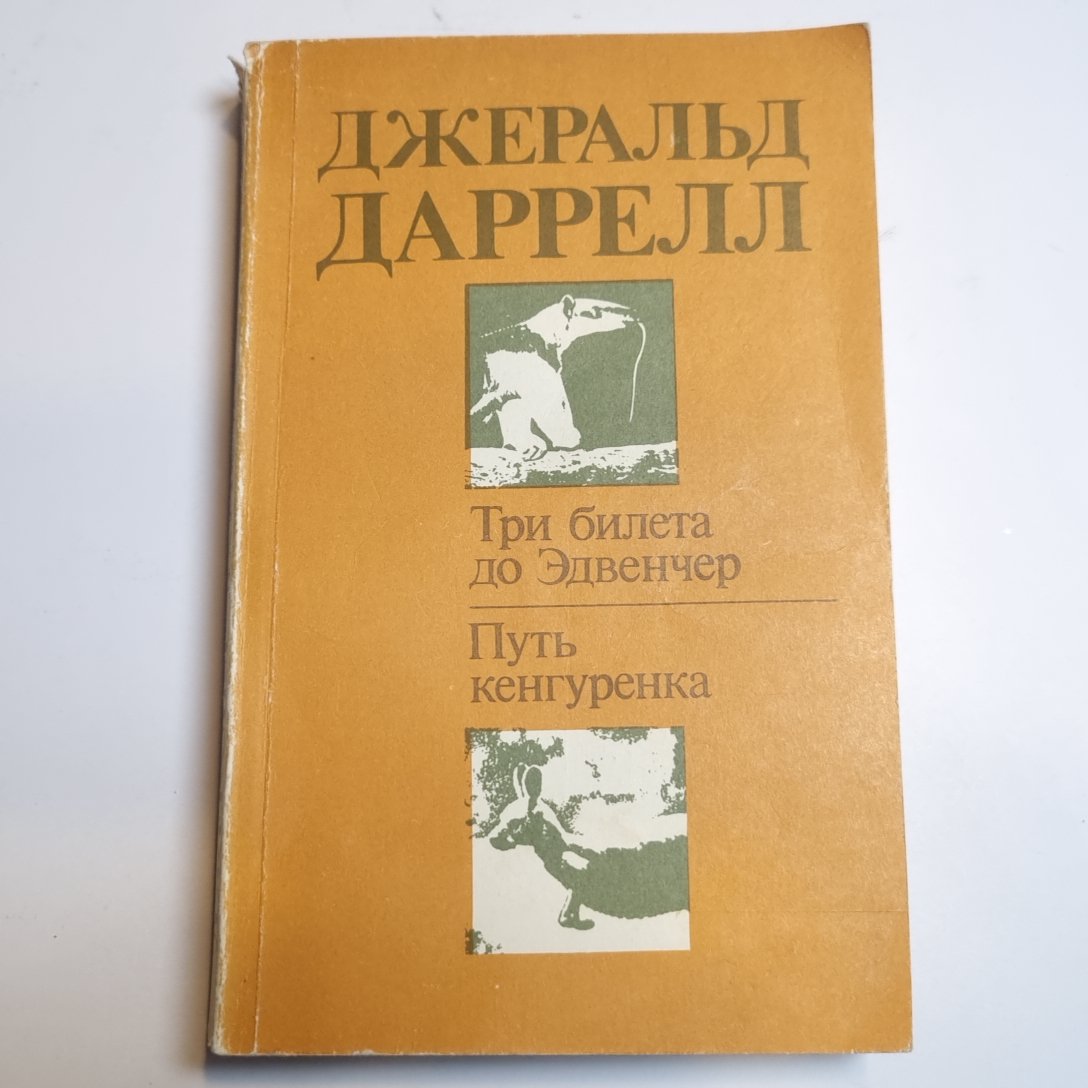 ДЖЕРАЛЬД
ДАРРЕЛЛ
Три билета
до Эдвенчер
Путь
кенгуренка